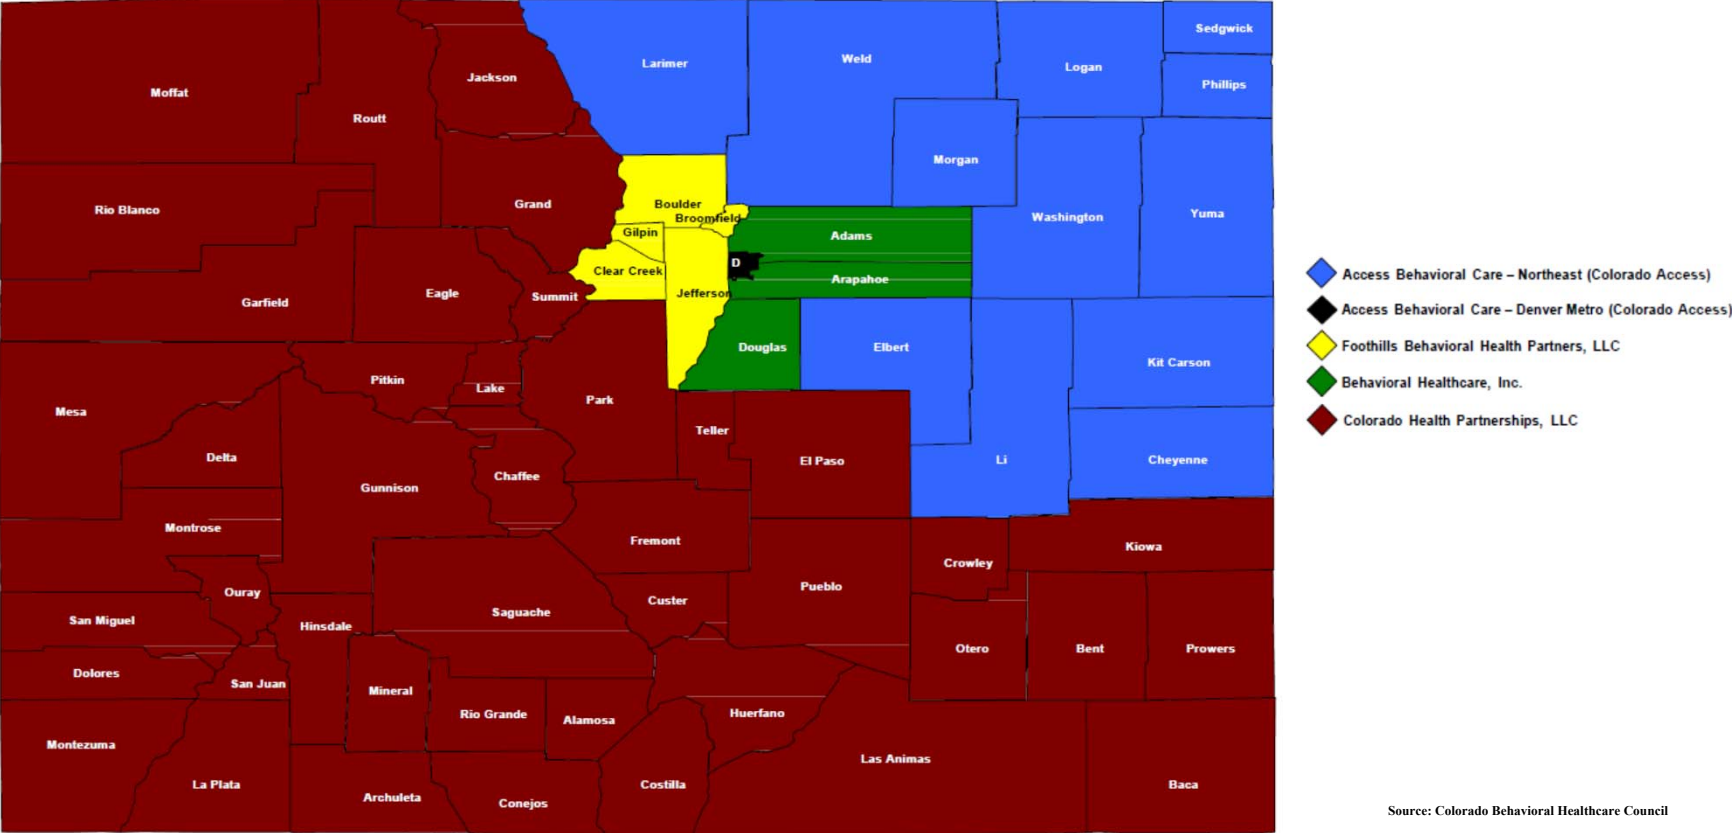 Sedgwick
Larimer
Weld
Logan
Jackson
Phillips
Moffat
Routt
Morgan
Rio Blanco
Grand
Boulder
Broomfield
Washington
Yuma
Gilpin
Adams
D
Clear Creek
Arapahoe
Garfield
Eagle
Summit
Jefferson
Access Behavioral Care – Northeast (Colorado Access)
Access Behavioral Care – Denver Metro (Colorado Access)
Foothills Behavioral Health Partners, LLC
Behavioral Healthcare, Inc.
Colorado Health Partnerships, LLC
Douglas
Elbert
Kit Carson
Pitkin
Lake
Park
Mesa
Teller
Delta
El Paso
Li
Cheyenne
Gunnison
Chaffee
Montrose
Fremont
Kiowa
Crowley
Ouray
Pueblo
Custer
San Miguel
Hinsdale
Saguache
Otero
Bent
Prowers
Dolores
San Juan
Mineral
Rio Grande
Alamosa
Huerfano
Montezuma
Las Animas
La Plata
Costilla
Baca
Archuleta
Conejos
Source: Colorado Behavioral Healthcare Council